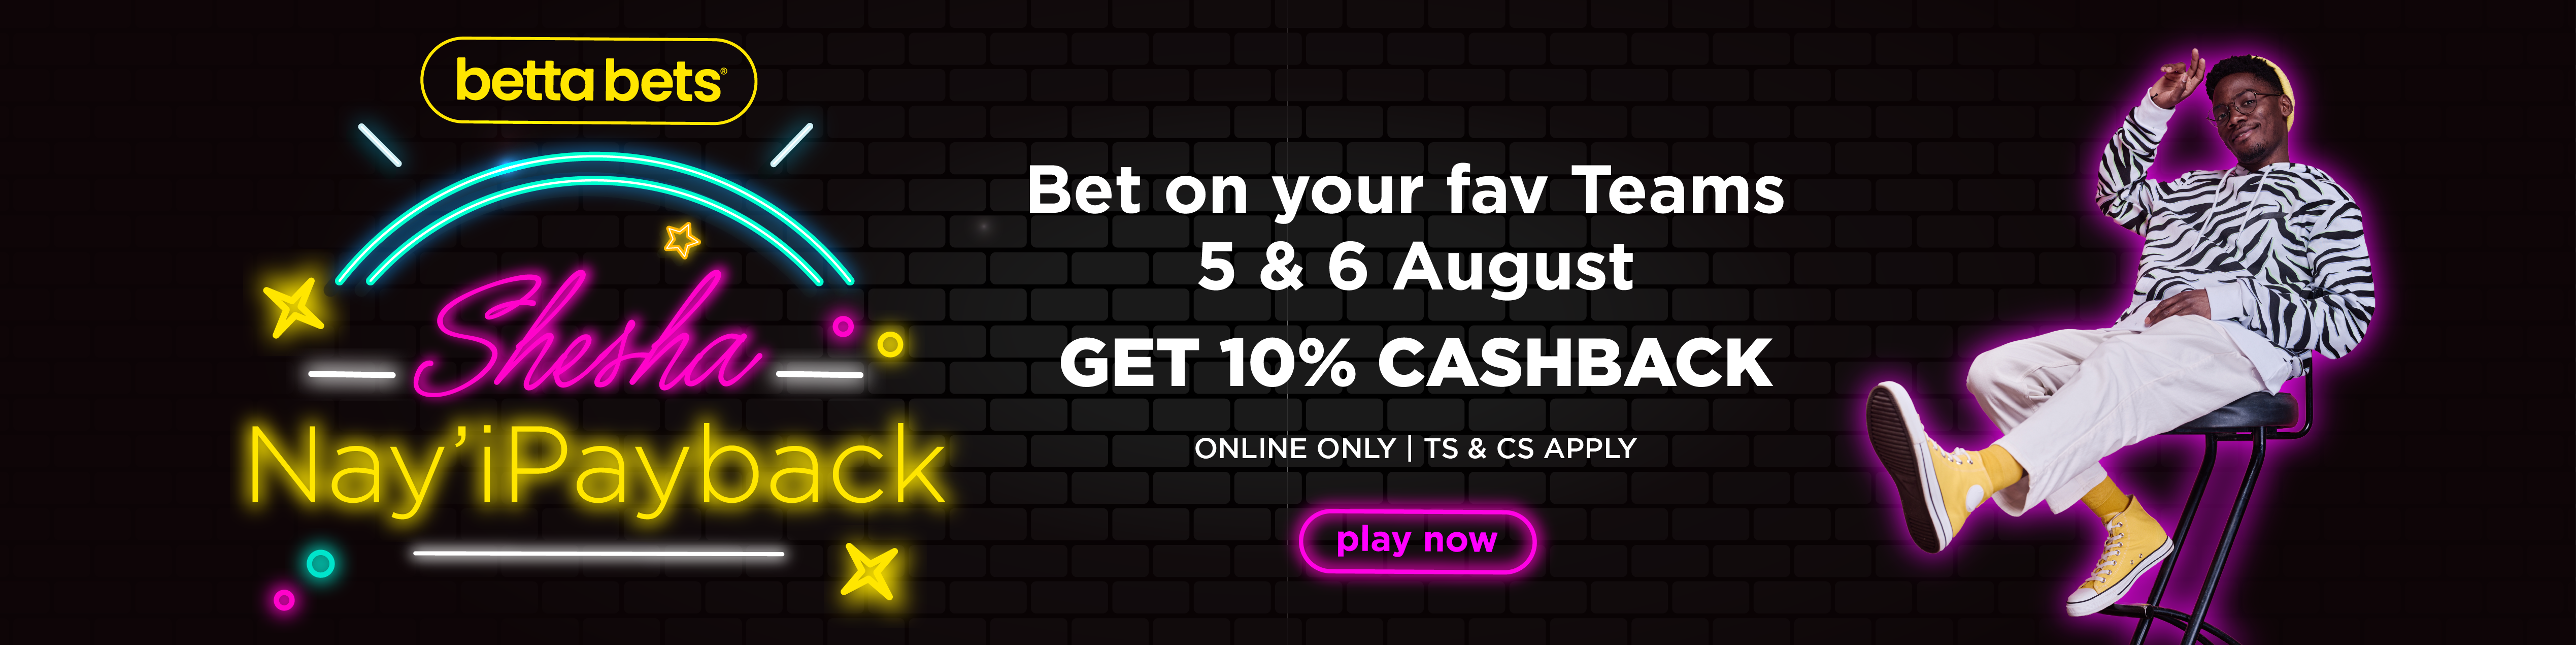 betta bets®
Shesha
Nay'iPayback
Bet on your fav Teams
5 & 6 August
GET 10% CASHBACK
ONLINE ONLY | TS & CS APPLY
play now